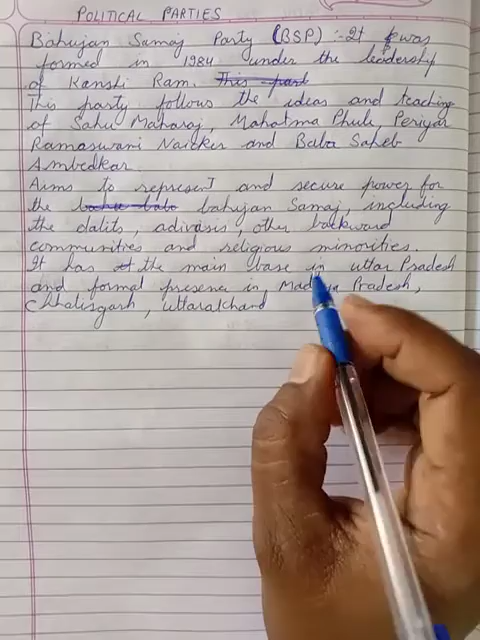 POLITICAL PARTIES
Bahujan Samaj Party (BSP) :- It was
formed in 1984 under the leadership
of Kanshi Ram. This part
This party follows the ideas and teaching
of Sahu Maharaj, Mahatma Phule, Periyar
Ramaswami Naicker and Baba Saheb
Ambedkar.
Aims to represent and secure power for
the bahu bab bahujan Samaj, including
the dalits, adivasis, other backward
communities and religious minorities.
It has the main base in Uttar Pradesh
and formal presence in Madhya Pradesh,
Chhatisgarh, Uttarakhand